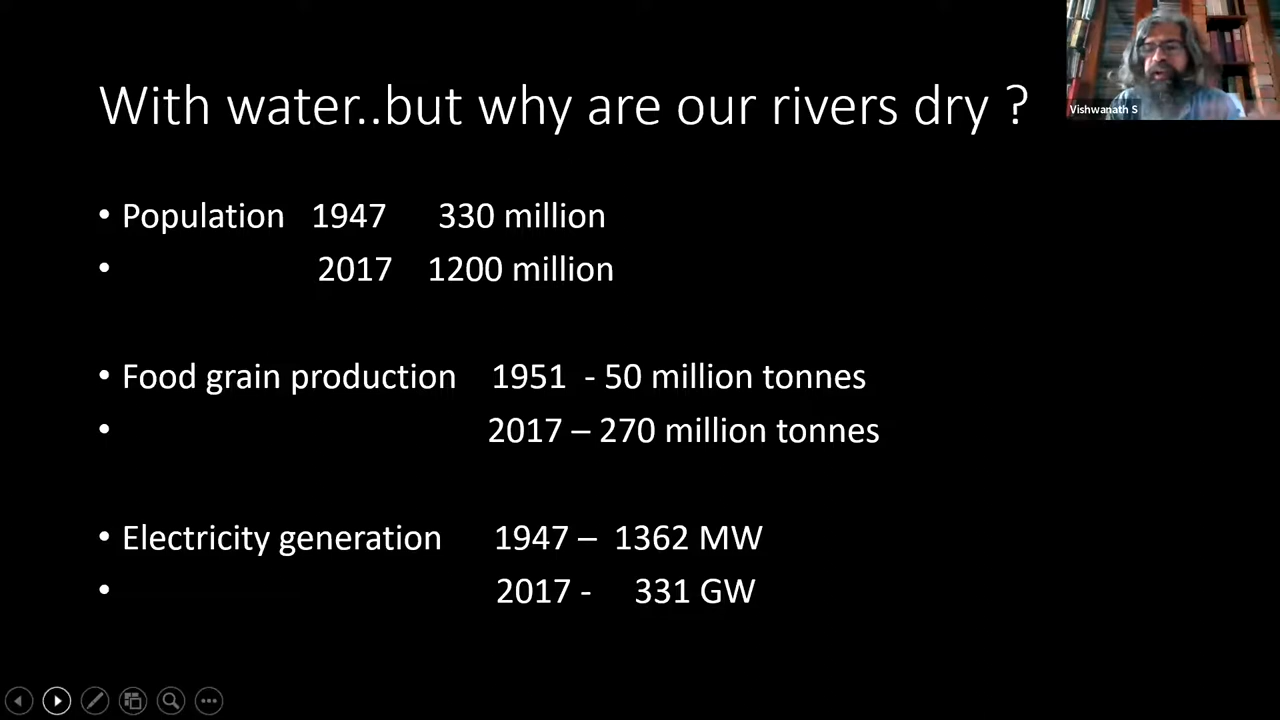 With water..but why are our rivers dry ?
Vishwanath S
• Population 1947 330 million
• 2017 1200 million
• Food grain production 1951 - 50 million tonnes
• 2017 – 270 million tonnes
• Electricity generation 1947 – 1362 MW
• 2017 - 331 GW